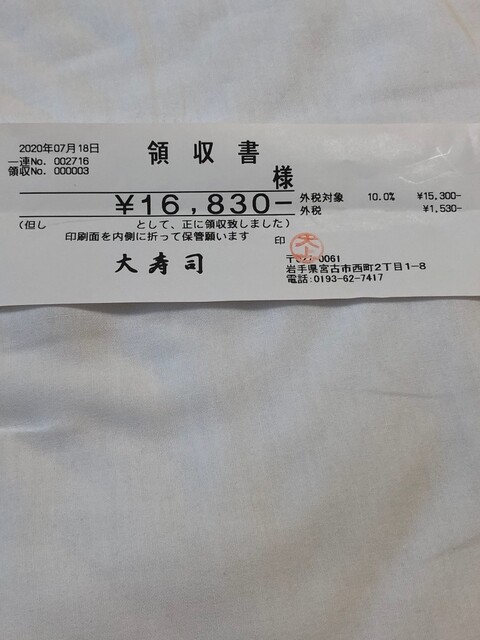 2020年07月18日
領収書
一連No. 002716
領収No. 000003
様
¥16,830-
外税対象 10.0% ¥15,300-
外税 ¥1,530-
(但し として、正に領収致しました)
印刷面を内側に折って保管願います 印
大寿司
0061
岩手県宮古市西町2丁目1-8
電話:0193-62-7417